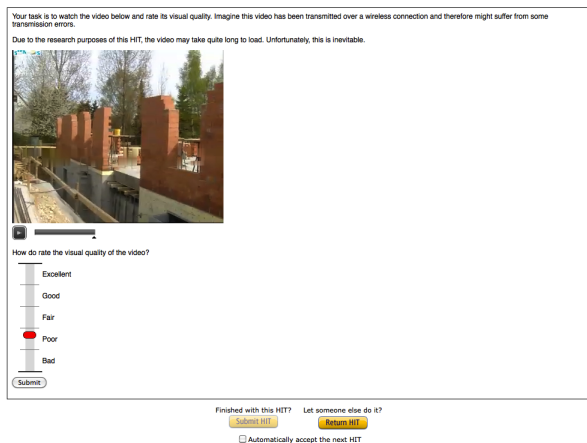 Your task is to watch the video below and rate its visual quality. Imagine this video has been transmitted over a wireless connection and therefore might suffer from some
transmission errors.
Due to the research purposes of this HIT, the video may take quite long to load. Unfortunately, this is inevitable.
How do rate the visual quality of the video?
Excellent
Good
Fair
Poor
Bad
Submit
Finished with this HIT? Let someone else do it?
Submit HIT Return HIT
Automatically accept the next HIT